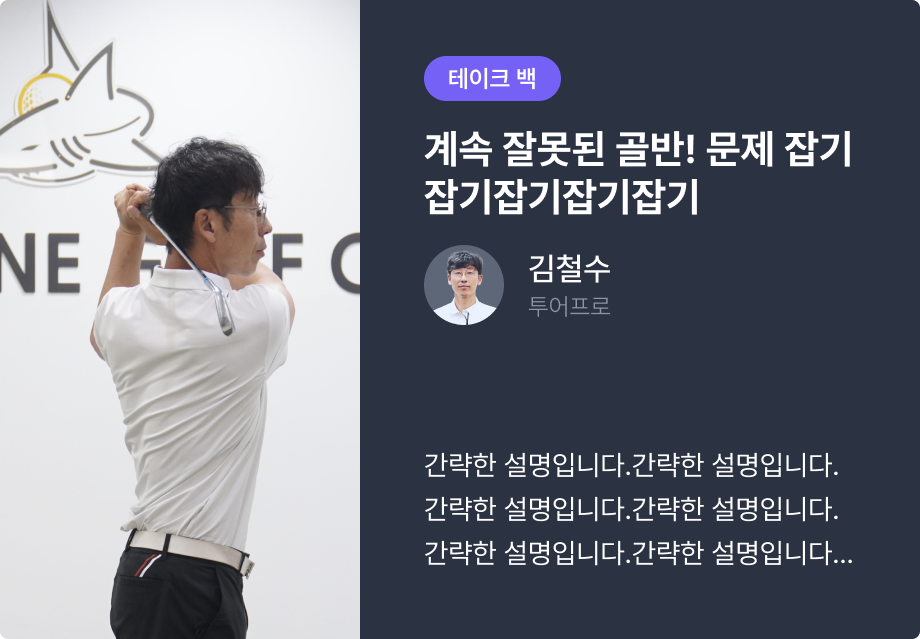 NE GOLF C
테이크 백
계속 잘못된 골반! 문제 잡기
잡기잡기잡기잡기
김철수
투어프로
간략한 설명입니다.간략한 설명입니다.
간략한 설명입니다.간략한 설명입니다.
간략한 설명입니다.간략한 설명입니다...